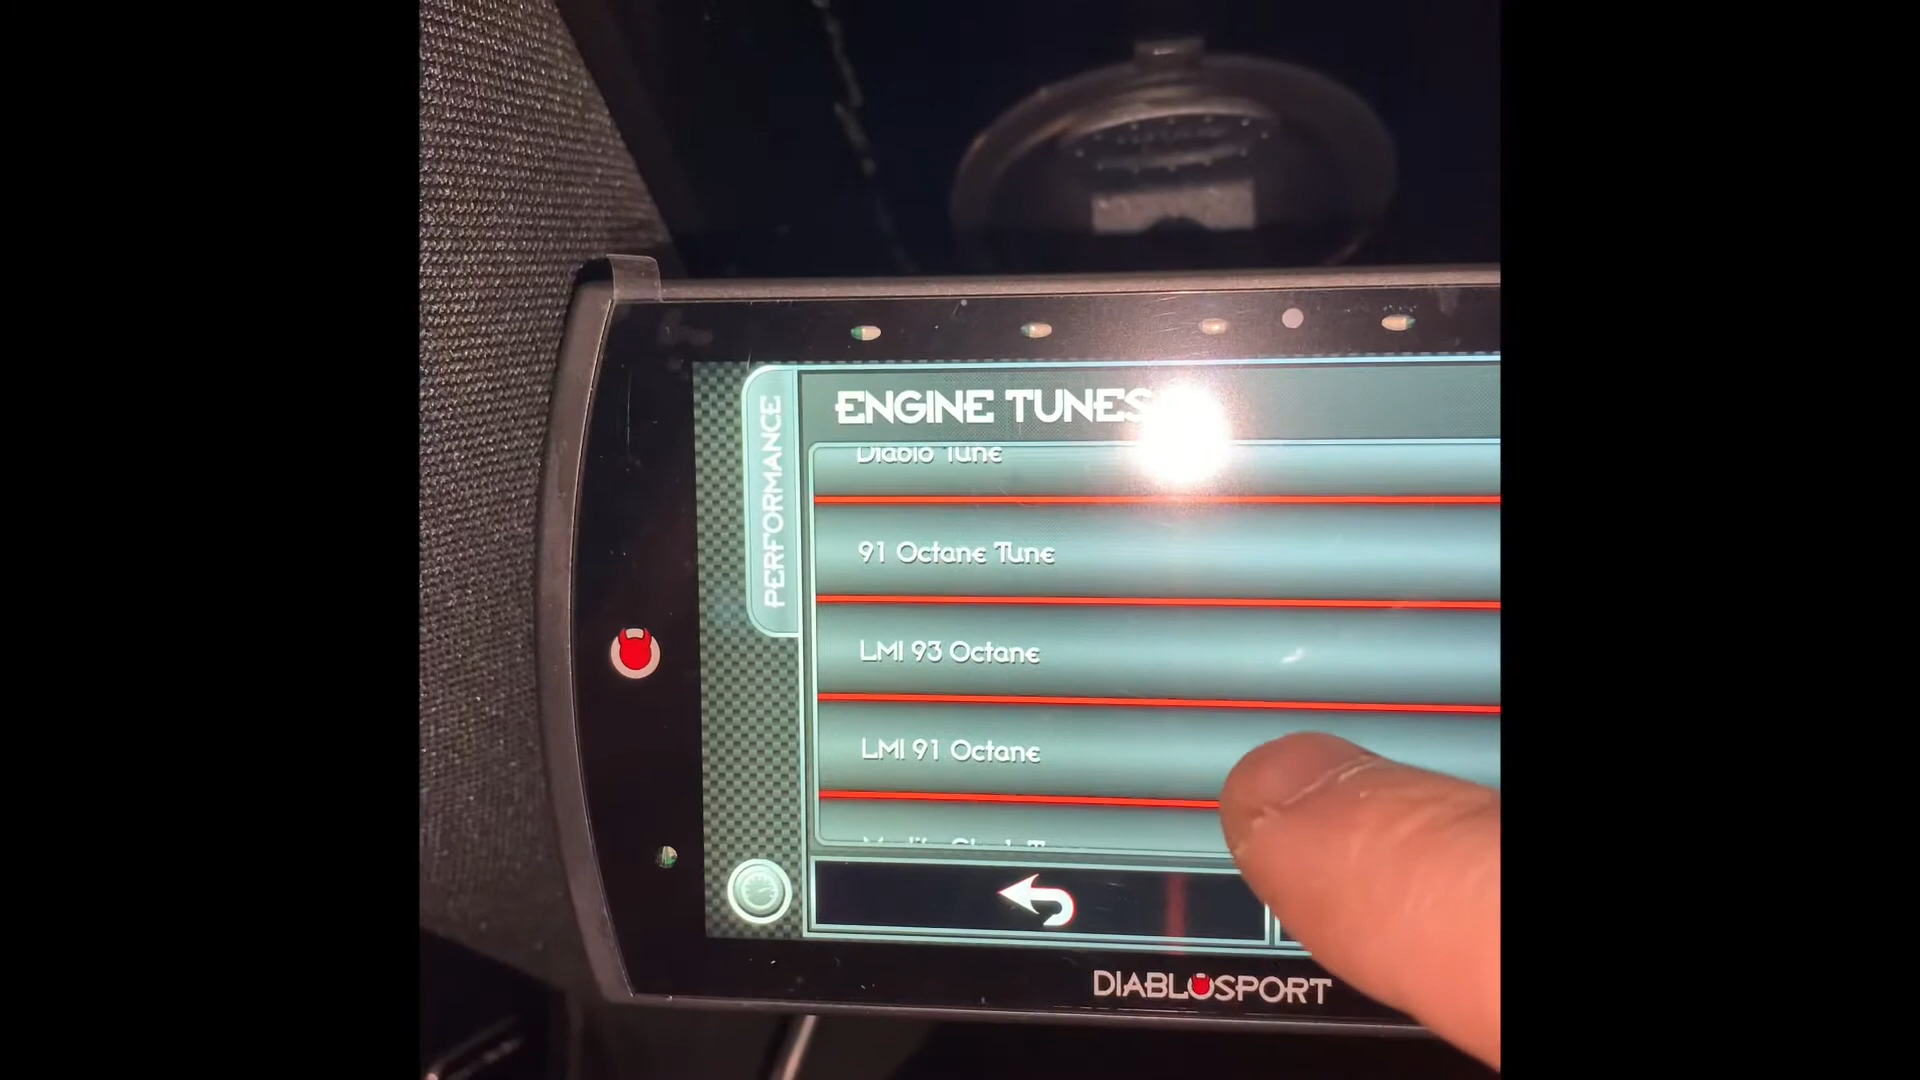 ENGINE TUNES
PERFORMANCE
Diablo Tune
91 Octane Tune
LMI 93 Octane
LMI 91 Octane
DIABLOSPORT